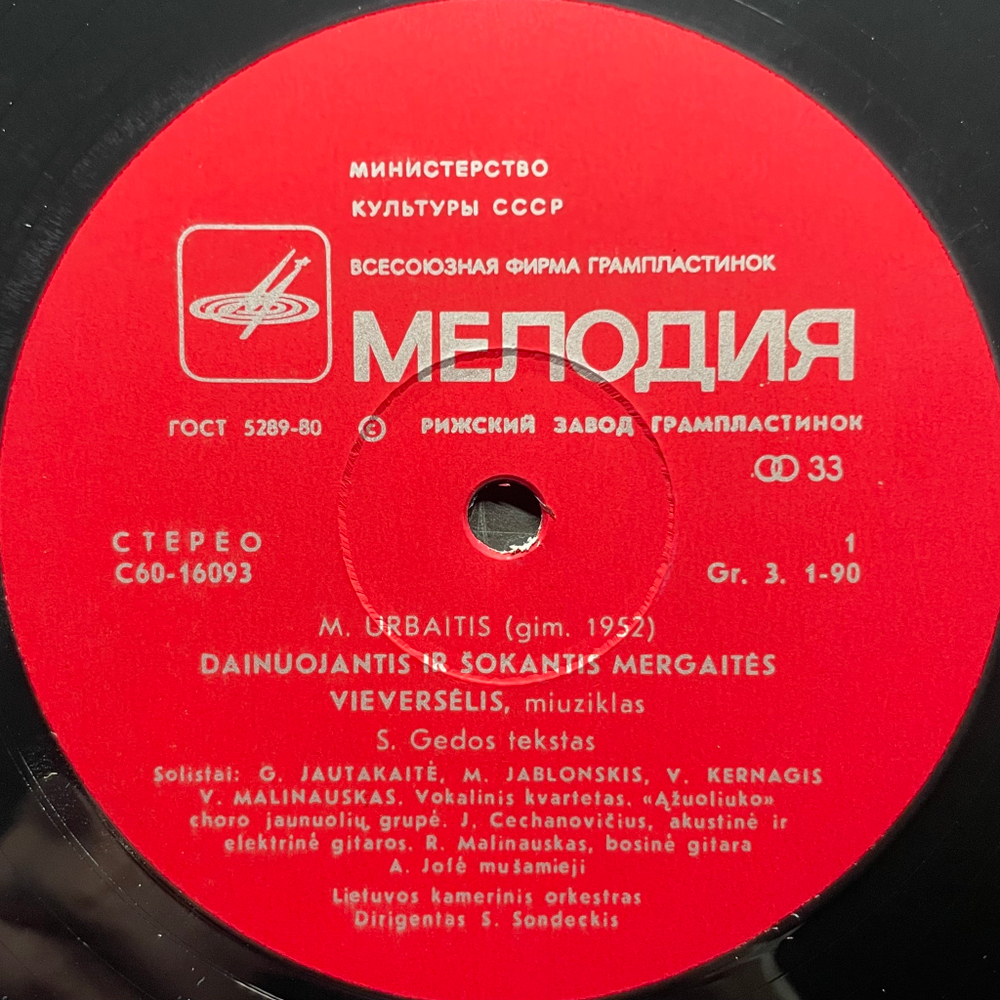 МИНИСТЕРСТВО
КУЛЬТУРЫ СССР
ВСЕСОЮЗНАЯ ФИРМА ГРАМПЛАСТИНОК
МЕЛОДИЯ
ГОСТ 5289-80 © РИЖСКИЙ ЗАВОД ГРАМПЛАСТИНОК
33
СТЕРЕО 1
С60-16093 Gr. 3. 1-90
M. URBAITIS (gim. 1952)
DAINUOJANTIS IR ŠOKANTIS MERGAITĖS
VIEVERSĖLIS, miuziklas
S. Gedos tekstas
Solistai: G. JAUTAKAITĖ, M. JABLONSKIS, V. KERNAGIS
V. MALINAUSKAS. Vokalinis kvartetas. «Ąžuoliuko»
choro jaunuolių grupė. J. Cechanovičius, akustinė ir
elektrinė gitaros. R. Malinauskas, bosinė gitara
A. Jofė mušamieji
Lietuvos kamerinis orkestras
Dirigentas S. Sondeckis